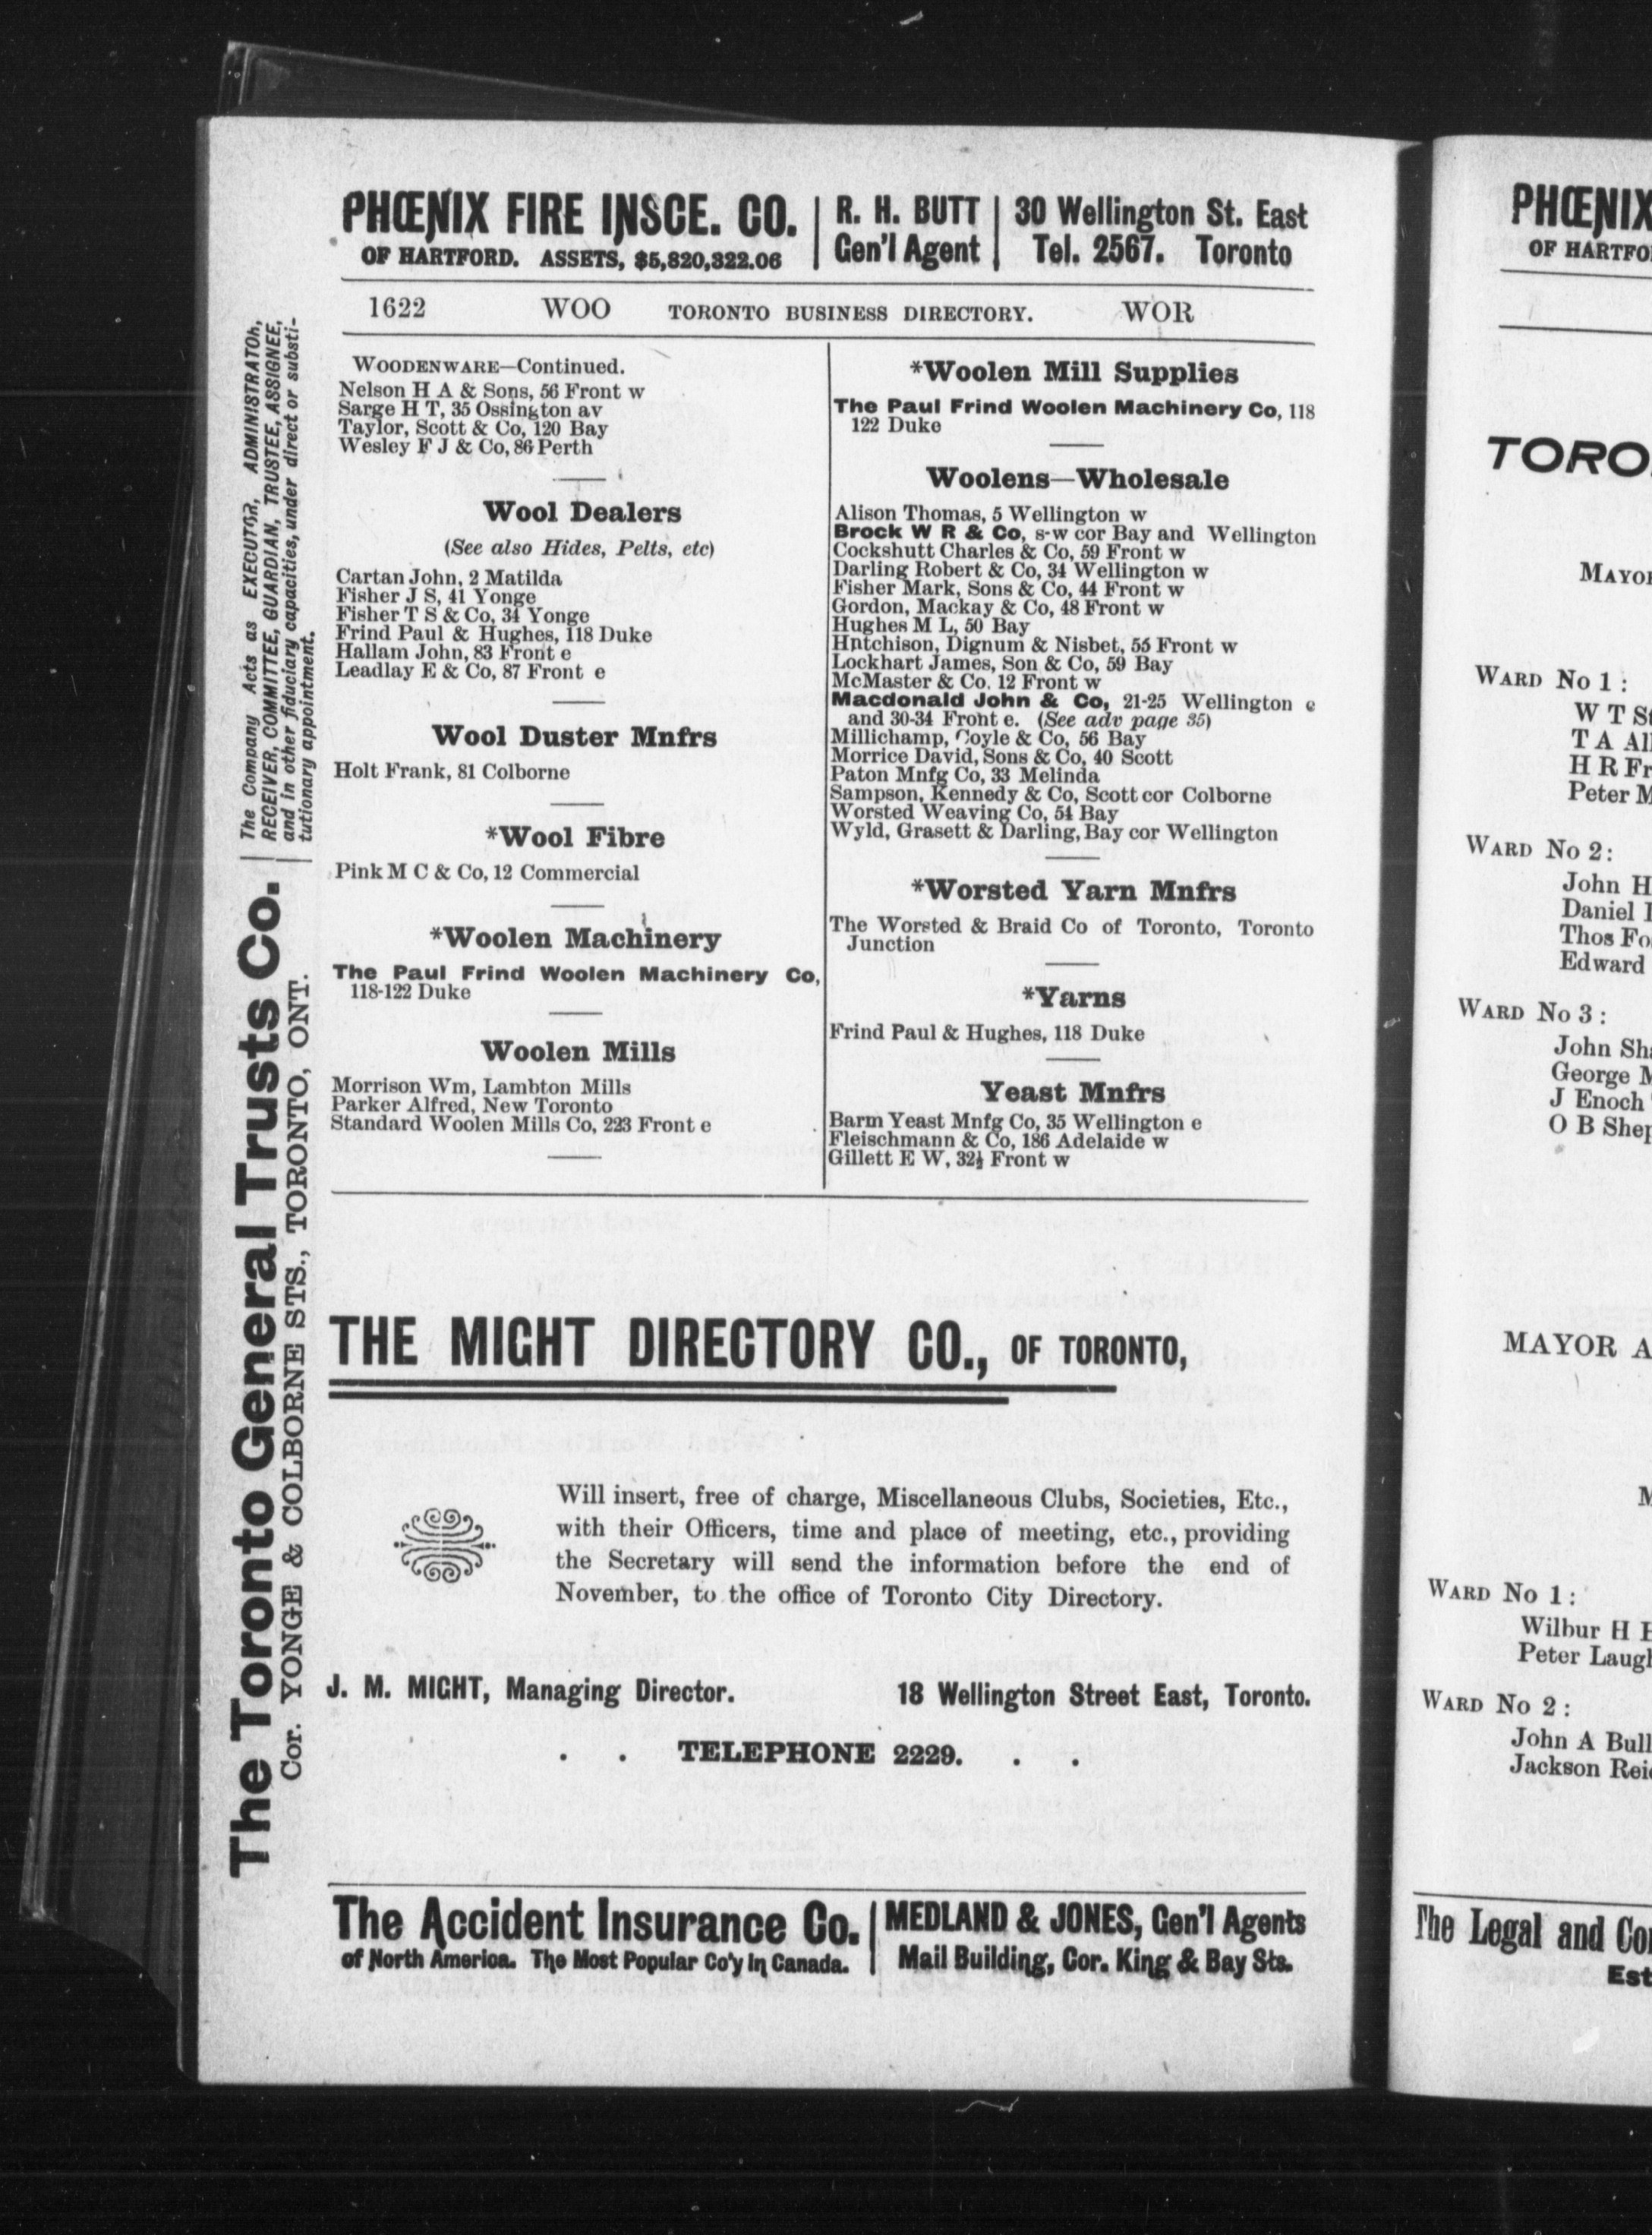 PHŒNIX FIRE INSCE. CO.
OF HARTFORD. ASSETS, $5,820,322.06
R. H. BUTT
Gen'l Agent
30 Wellington St. East
Tel. 2567. Toronto
1622 WOO TORONTO BUSINESS DIRECTORY. WOR
The Toronto General Trusts Co.
Cor. YONGE & COLBORNE STS., TORONTO, ONT.
The Company Acts as EXECUTOR, ADMINISTRATOR,
RECEIVER, COMMITTEE, GUARDIAN, TRUSTEE, ASSIGNEE,
and in other fiduciary capacities, under direct or substi-
tutionary appointment.
WOODENWARE—Continued.
Nelson H A & Sons, 56 Front w
Sarge H T, 35 Ossington av
Taylor, Scott & Co, 120 Bay
Wesley F J & Co, 86 Perth
Wool Dealers
(See also Hides, Pelts, etc)
Cartan John, 2 Matilda
Fisher J S, 41 Yonge
Fisher T S & Co, 34 Yonge
Frind Paul & Hughes, 118 Duke
Hallam John, 83 Front e
Leadlay E & Co, 87 Front e
Wool Duster Mnfrs
Holt Frank, 81 Colborne
*Wool Fibre
Pink M C & Co, 12 Commercial
*Woolen Machinery
The Paul Frind Woolen Machinery Co,
118-122 Duke
Woolen Mills
Morrison Wm, Lambton Mills
Parker Alfred, New Toronto
Standard Woolen Mills Co, 223 Front e
*Woolen Mill Supplies
The Paul Frind Woolen Machinery Co, 118
122 Duke
Woolens—Wholesale
Alison Thomas, 5 Wellington w
Brock W R & Co, s-w cor Bay and Wellington
Cockshutt Charles & Co, 59 Front w
Darling Robert & Co, 34 Wellington w
Fisher Mark, Sons & Co, 44 Front w
Gordon, Mackay & Co, 48 Front w
Hughes M L, 50 Bay
Hntchison, Dignum & Nisbet, 55 Front w
Lockhart James, Son & Co, 59 Bay
McMaster & Co. 12 Front w
Macdonald John & Co, 21-25 Wellington e
and 30-34 Front e. (See adv page 35)
Millichamp, Coyle & Co, 56 Bay
Morrice David, Sons & Co, 40 Scott
Paton Mnfg Co, 33 Melinda
Sampson, Kennedy & Co, Scott cor Colborne
Worsted Weaving Co, 54 Bay
Wyld, Grasett & Darling, Bay cor Wellington
*Worsted Yarn Mnfrs
The Worsted & Braid Co of Toronto, Toronto
Junction
*Yarns
Frind Paul & Hughes, 118 Duke
Yeast Mnfrs
Barm Yeast Mnfg Co, 35 Wellington e
Fleischmann & Co, 186 Adelaide w
Gillett E W, 32½ Front w
THE MIGHT DIRECTORY CO., OF TORONTO,
Will insert, free of charge, Miscellaneous Clubs, Societies, Etc.,
with their Officers, time and place of meeting, etc., providing
the Secretary will send the information before the end of
November, to the office of Toronto City Directory.
J. M. MIGHT, Managing Director. 18 Wellington Street East, Toronto.
. . TELEPHONE 2229. . .
The Accident Insurance Co.
of North America. The Most Popular Co'y in Canada.
MEDLAND & JONES, Gen'l Agents
Mail Building, Cor. King & Bay Sts.
PHŒNIX
OF HARTFO
TORO
MAYO
WARD No 1:
W T S
T A Al
H R Fr
Peter M
WARD No 2:
John H
Daniel
Thos Fo
Edward
WARD No 3:
John Sha
George M
J Enoch
O B Shep
MAYOR A
M
WARD No 1:
Wilbur H
Peter Laugh
WARD No 2:
John A Bull
Jackson Rei
The Legal and Co
Est